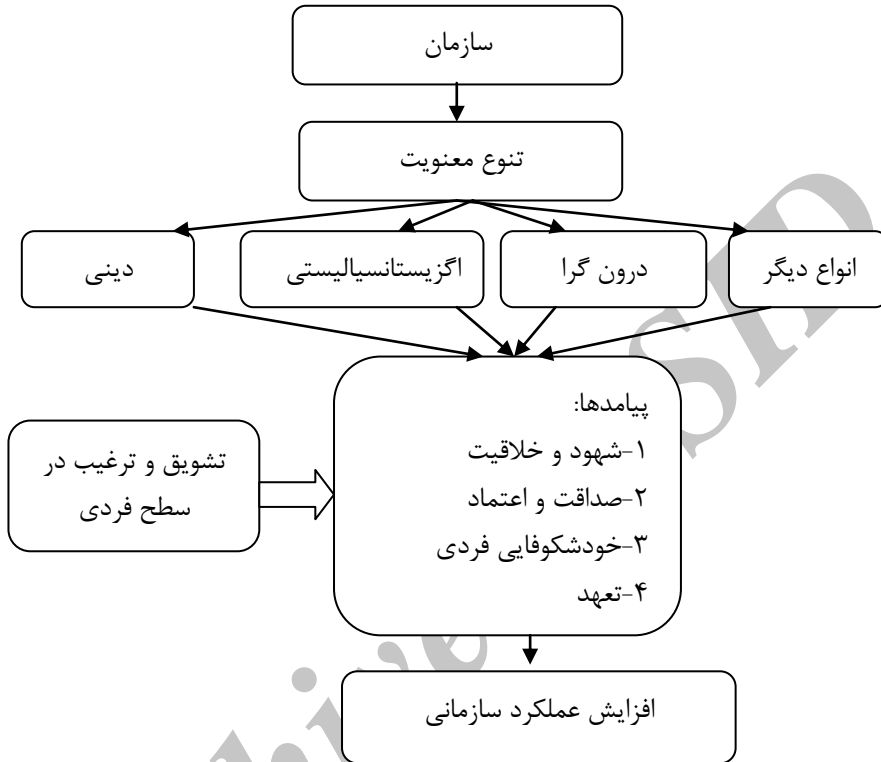 سازمان
تنوع معنویت
انواع دیگر
درون گرا
اگزیستانسیالیستی
دینی
پیامدها:
۱-شهود و خلاقیت
۲-صداقت و اعتماد
۳-خودشکوفایی فردی
۴-تعهد
تشویق و ترغیب در
سطح فردی
افزایش عملکرد سازمانی
SID